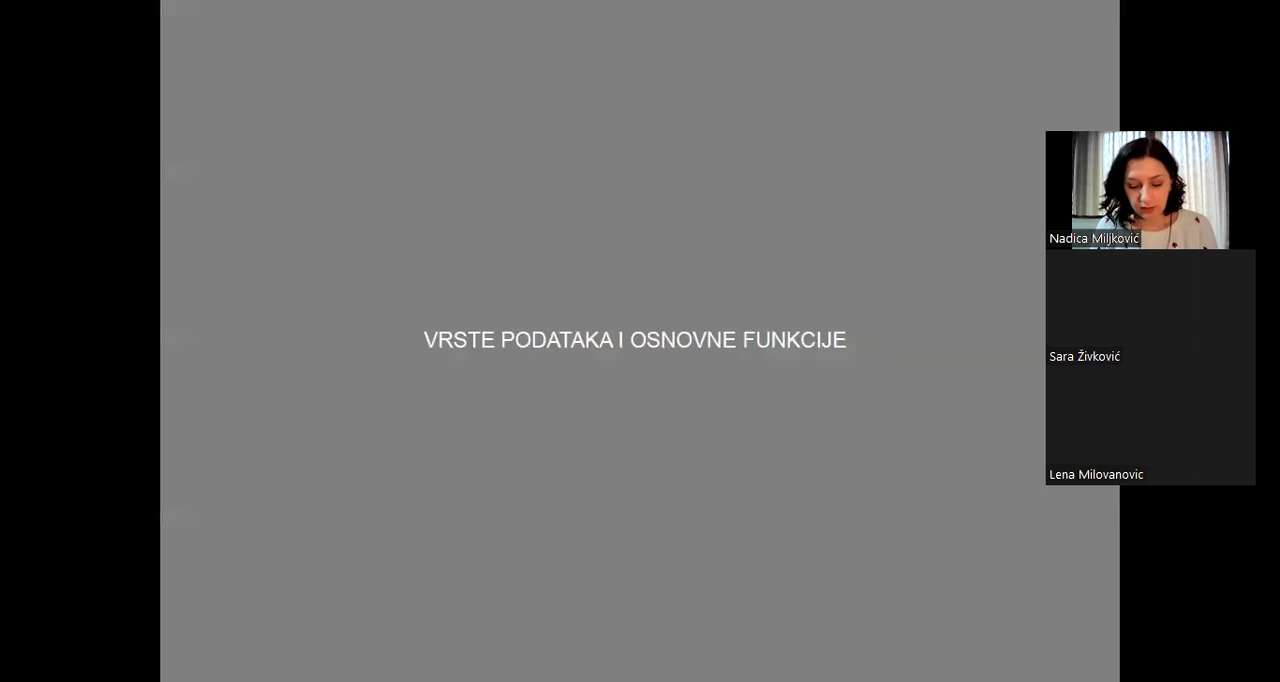 VRSTE PODATAKA I OSNOVNE FUNKCIJE
Nadica Miljković
Sara Živković
Lena Milovanovic